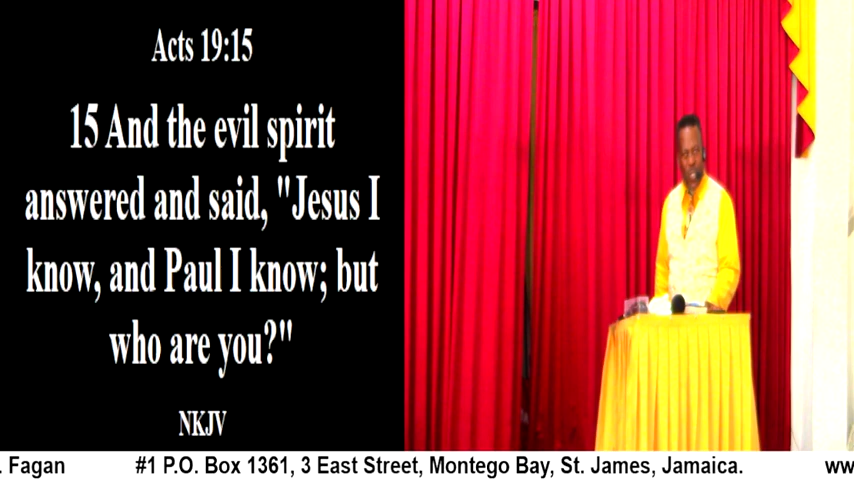 Acts 19:15
15 And the evil spirit
answered and said, "Jesus I
know, and Paul I know; but
who are you?"
NKJV
. Fagan #1 P.O. Box 1361, 3 East Street, Montego Bay, St. James, Jamaica. ww